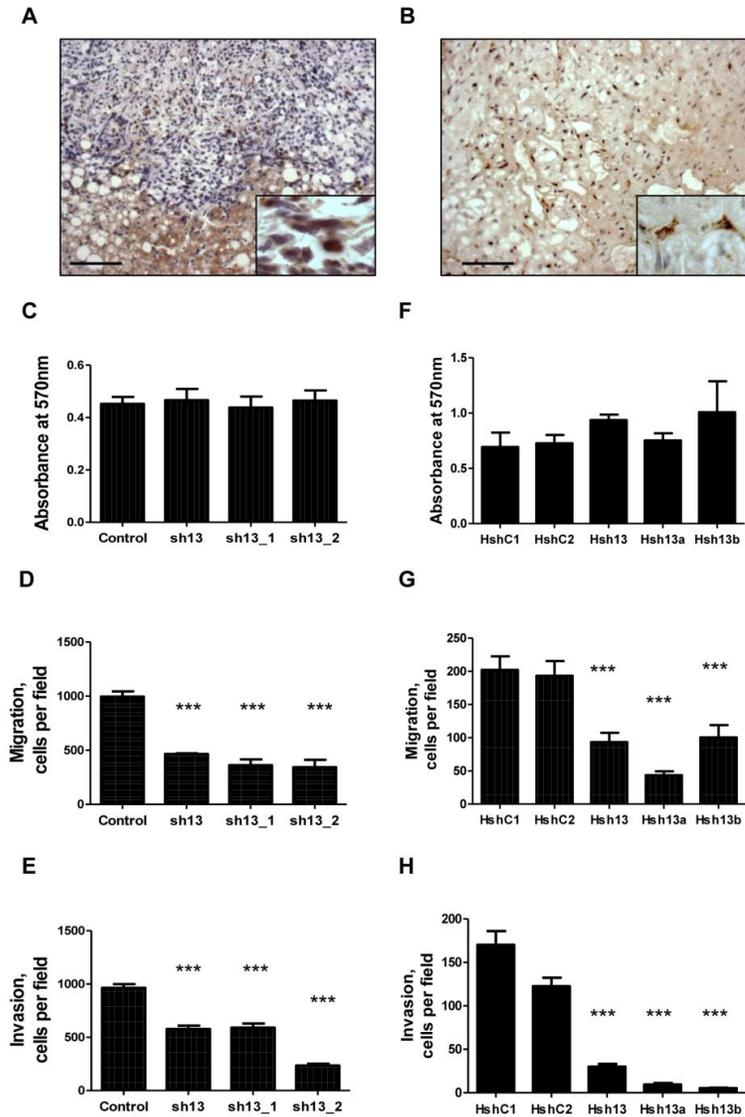 A
B
C
Absorbance at 570nm
0.6
0.4
0.2
0.0
Control sh13 sh13_1 sh13_2
F
Absorbance at 570nm
1.5
1.0
0.5
0.0
HshC1 HshC2 Hsh13 Hsh13a Hsh13b
D
Migration,
cells per field
1500
1000
500
0
*** *** ***
Control sh13 sh13_1 sh13_2
G
Migration,
cells per field
250
200
150
100
50
0
*** *** ***
HshC1 HshC2 Hsh13 Hsh13a Hsh13b
E
Invasion,
cells per field
1500
1000
500
0
*** *** ***
Control sh13 sh13_1 sh13_2
H
Invasion,
cells per field
200
150
100
50
0
*** *** ***
HshC1 HshC2 Hsh13 Hsh13a Hsh13b